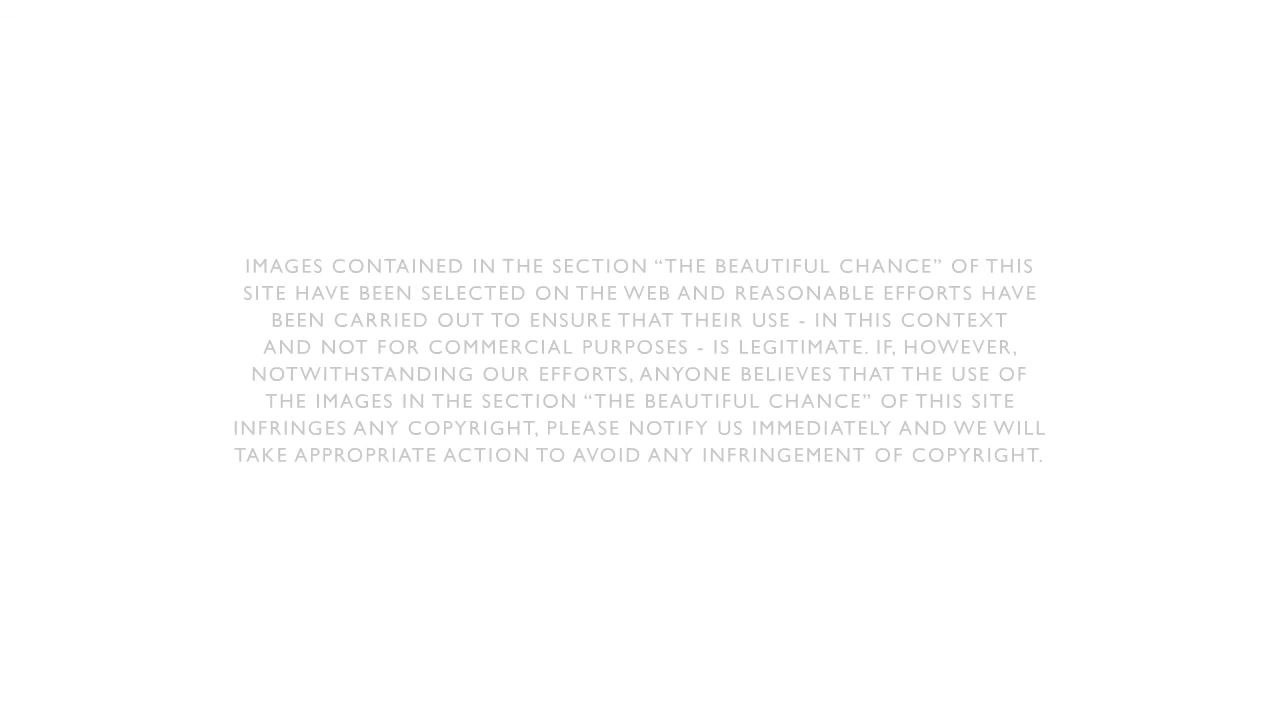 IMAGES CONTAINED IN THE SECTION “THE BEAUTIFUL CHANCE” OF THIS
SITE HAVE BEEN SELECTED ON THE WEB AND REASONABLE EFFORTS HAVE
BEEN CARRIED OUT TO ENSURE THAT THEIR USE - IN THIS CONTEXT
AND NOT FOR COMMERCIAL PURPOSES - IS LEGITIMATE. IF, HOWEVER,
NOTWITHSTANDING OUR EFFORTS, ANYONE BELIEVES THAT THE USE OF
THE IMAGES IN THE SECTION “THE BEAUTIFUL CHANCE” OF THIS SITE
INFRINGES ANY COPYRIGHT, PLEASE NOTIFY US IMMEDIATELY AND WE WILL
TAKE APPROPRIATE ACTION TO AVOID ANY INFRINGEMENT OF COPYRIGHT.